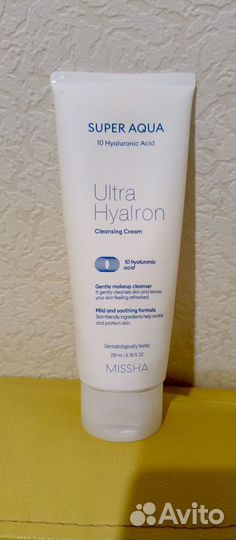 SUPER AQUA
10 Hyaluronic Acid
Ultra
Hyalron
Cleansing Cream
10 hyaluronic
acid
Gentle makeup cleanser
It gently cleanses skin and leaves
your skin feeling refreshed.
Mild and soothing formula
Skin-friendly ingredients help soothe
and protect skin.
Dermatologically tested
200 ml / 6.76 FL OZ
MISSHA
Avito